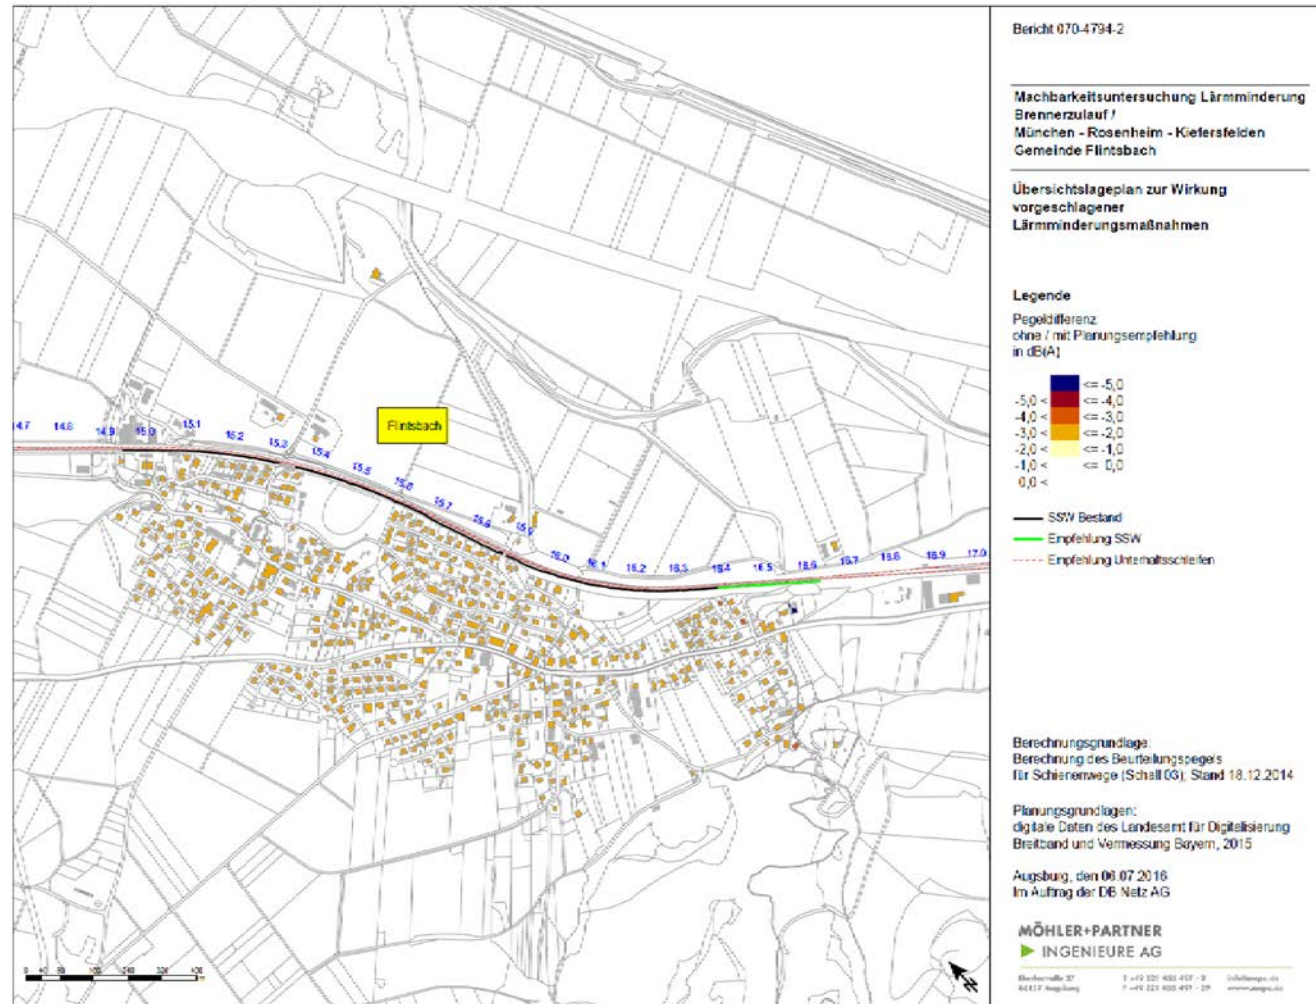 Bericht 070-4794-2
Machbarkeitsuntersuchung Lärmminderung
Brennerzulauf /
München - Rosenheim - Kiefersfelden
Gemeinde Flintsbach
Übersichtslageplan zur Wirkung
vorgeschlagener
Lärmminderungsmaßnahmen
Legende
Pegeldifferenz
ohne / mit Planungsempfehlung
in dB(A)
<= -5,0
-5,0 < <= -4,0
-4,0 < <= -3,0
-3,0 < <= -2,0
-2,0 < <= -1,0
-1,0 < <= 0,0
0,0 <
SSW Bestand
Empfehlung SSW
Empfehlung Unterhaltsschleifen
Flintsbach
14.7 14.8 14.9 15.0 15.1 15.2 15.3 15.4 15.5 15.6 15.7 15.8 15.9 16.0 16.1 16.2 16.3 16.4 16.5 16.6 16.7 16.8 16.9 17.0
Berechnungsgrundlage:
Berechnung des Beurteilungspegels
für Schienenwege (Schall 03); Stand 18.12.2014
Planungsgrundlagen:
digitale Daten des Landesamt für Digitalisierung
Breitband und Vermessung Bayern, 2015
Augsburg, den 06.07.2016
Im Auftrag der DB Netz AG
MÖHLER+PARTNER
INGENIEURE AG
N